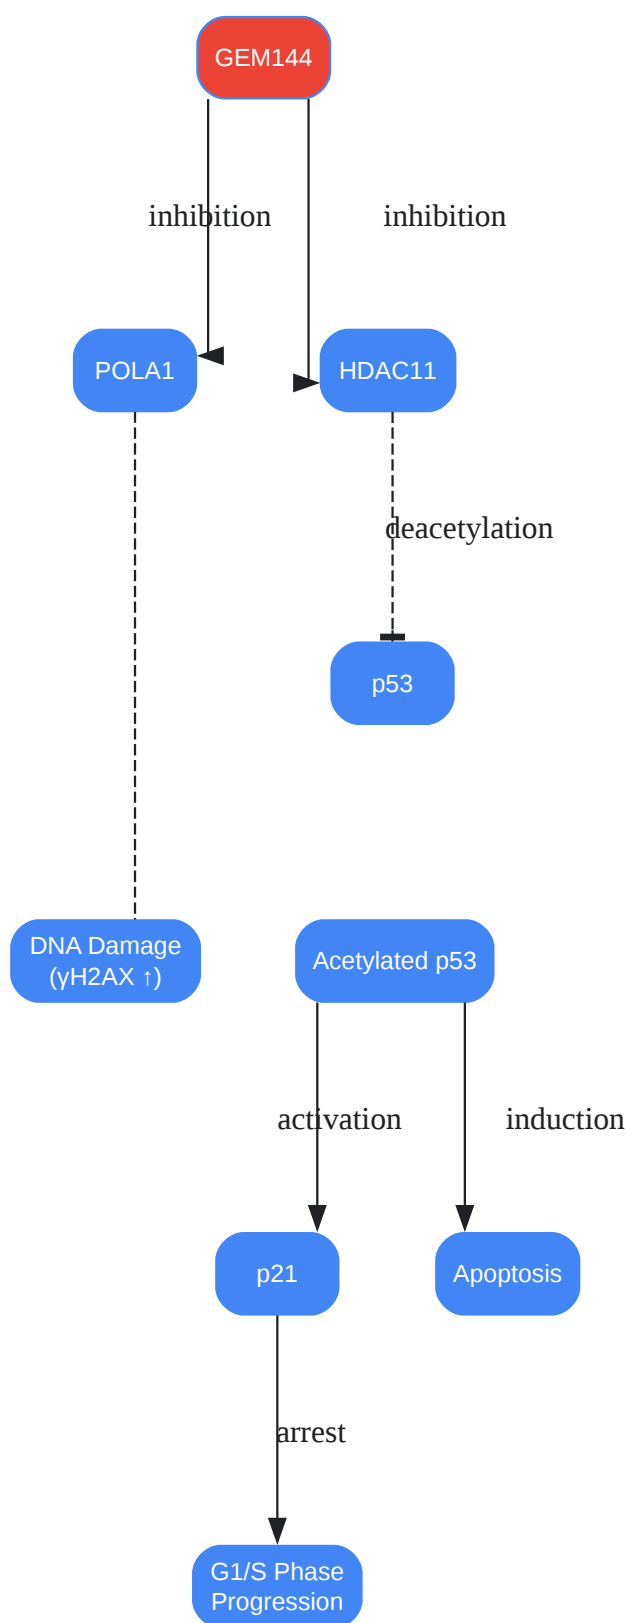 GEM144
inhibition
inhibition
POLA1
HDAC11
deacetylation
p53
DNA Damage
(γH2AX ↑)
Acetylated p53
activation
induction
p21
Apoptosis
arrest
G1/S Phase
Progression